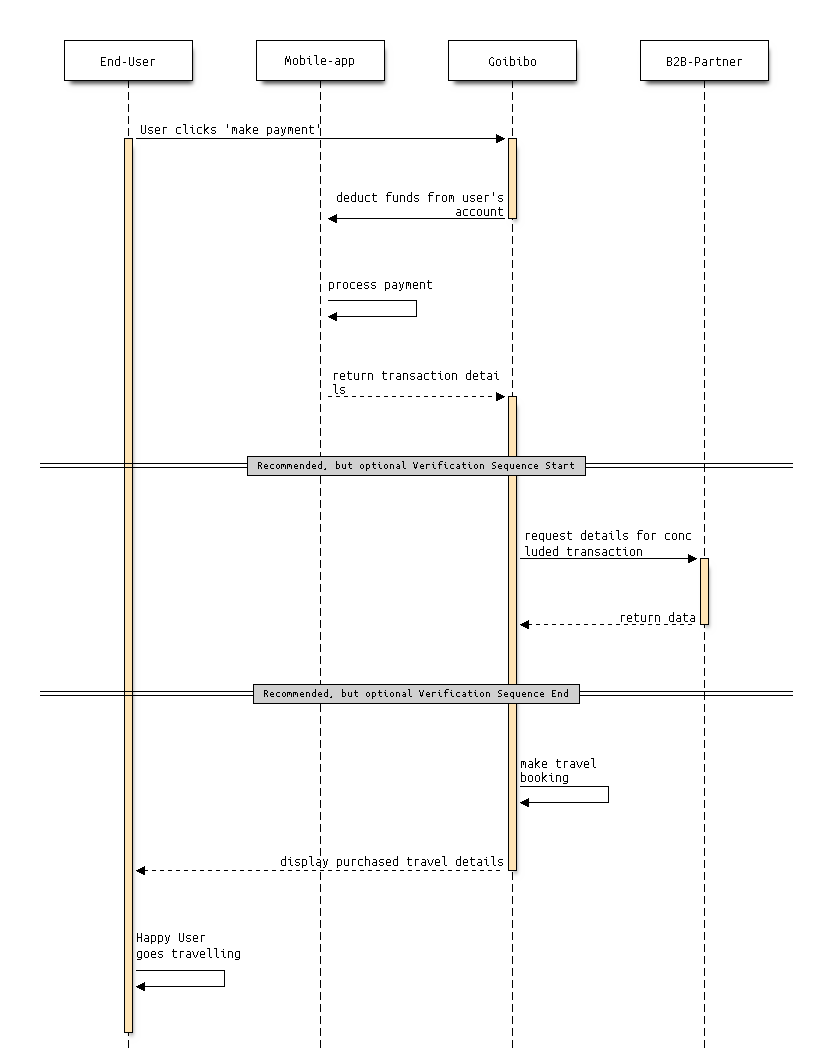 End-User
Mobile-app
Goibibo
B2B-Partner
User clicks 'make payment'
deduct funds from user's
account
process payment
return transaction detai
ls
Recommended, but optional Verification Sequence Start
request details for conc
luded transaction
return data
Recommended, but optional Verification Sequence End
make travel
booking
display purchased travel details
Happy User
goes travelling